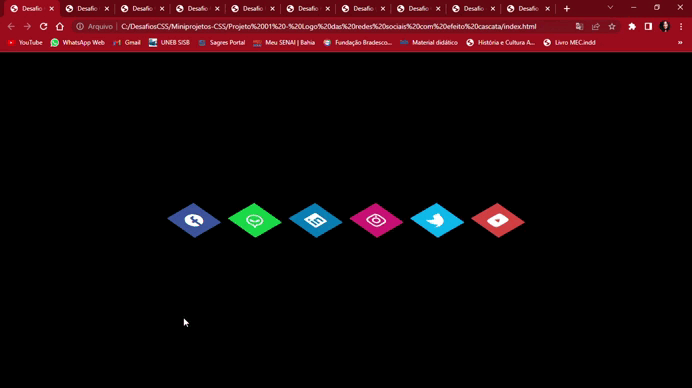 Desafio Desafio Desafio Desafio Desafio Desafio Desafio Desafio Desafio Desafio
Arquivo C:/DesafiosCSS/Miniprojetos-CSS/Projeto%2001%20-%20Logo%20das%20redes%20sociais%20com%20efeito%20cascata/index.html
YouTube WhatsApp Web Gmail UNEB SISB Sagres Portal Meu SENAI | Bahia Fundação Bradesco... Material didático História e Cultura A... Livro MEC.indd
in